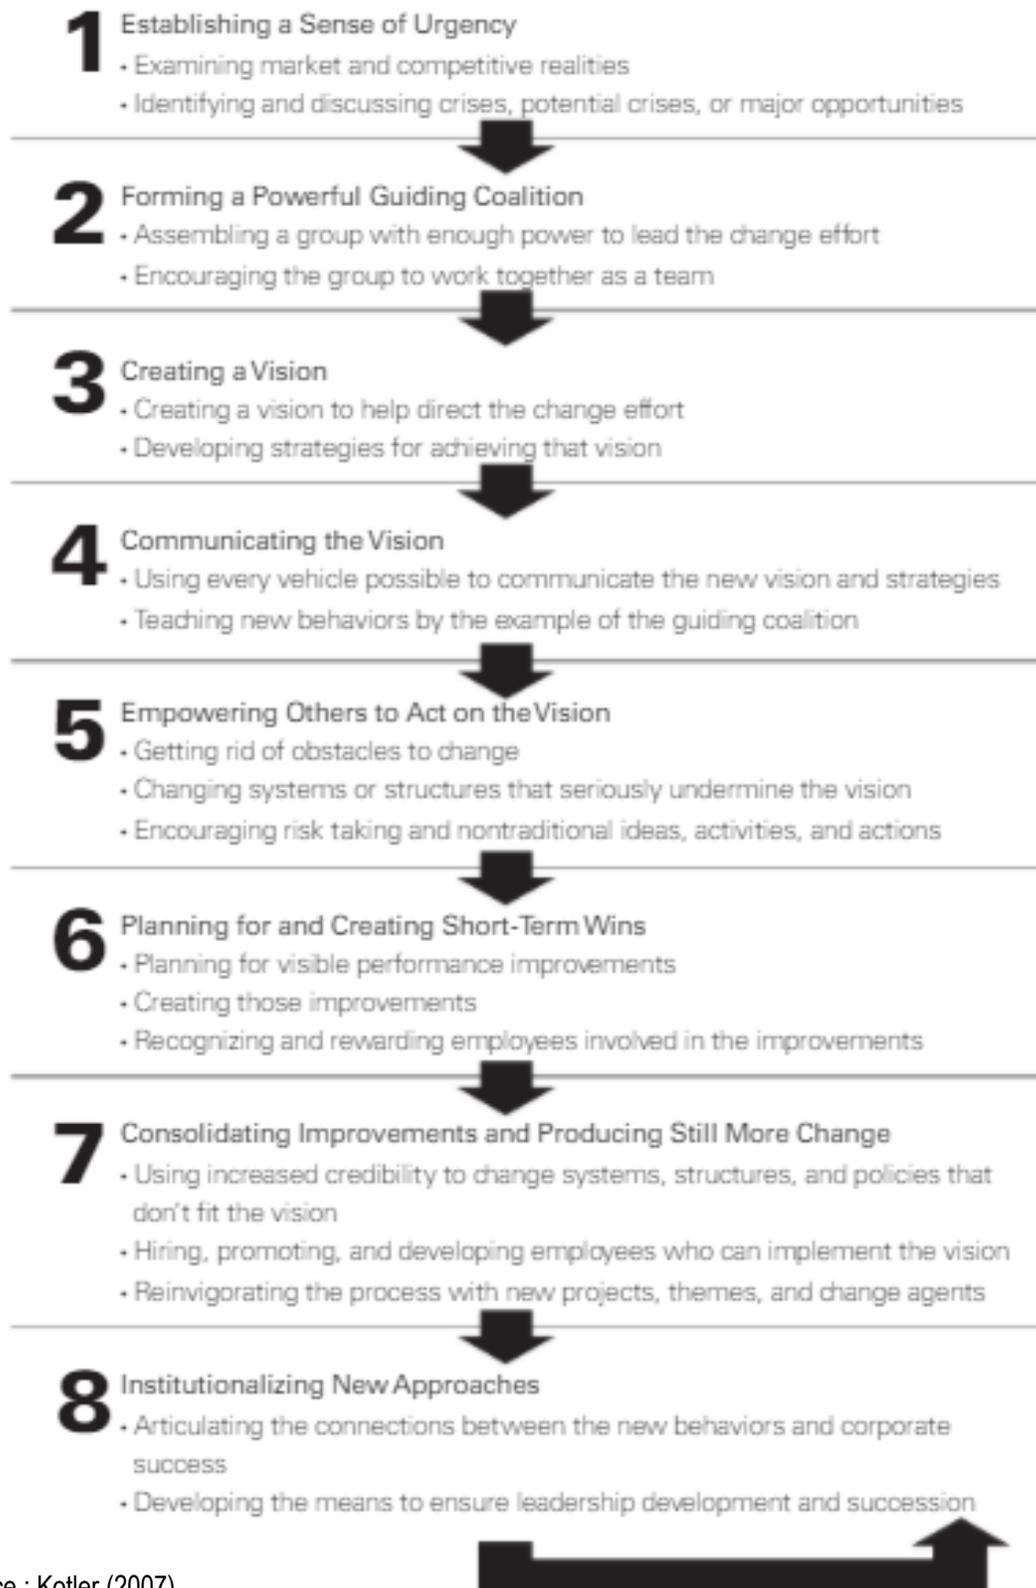 1 Establishing a Sense of Urgency
• Examining market and competitive realities
• Identifying and discussing crises, potential crises, or major opportunities
2 Forming a Powerful Guiding Coalition
• Assembling a group with enough power to lead the change effort
• Encouraging the group to work together as a team
3 Creating a Vision
• Creating a vision to help direct the change effort
• Developing strategies for achieving that vision
4 Communicating the Vision
• Using every vehicle possible to communicate the new vision and strategies
• Teaching new behaviors by the example of the guiding coalition
5 Empowering Others to Act on the Vision
• Getting rid of obstacles to change
• Changing systems or structures that seriously undermine the vision
• Encouraging risk taking and nontraditional ideas, activities, and actions
6 Planning for and Creating Short-Term Wins
• Planning for visible performance improvements
• Creating those improvements
• Recognizing and rewarding employees involved in the improvements
7 Consolidating Improvements and Producing Still More Change
• Using increased credibility to change systems, structures, and policies that
don't fit the vision
• Hiring, promoting, and developing employees who can implement the vision
• Reinvigorating the process with new projects, themes, and change agents
8 Institutionalizing New Approaches
• Articulating the connections between the new behaviors and corporate
success
• Developing the means to ensure leadership development and succession
: Kotler (2007)